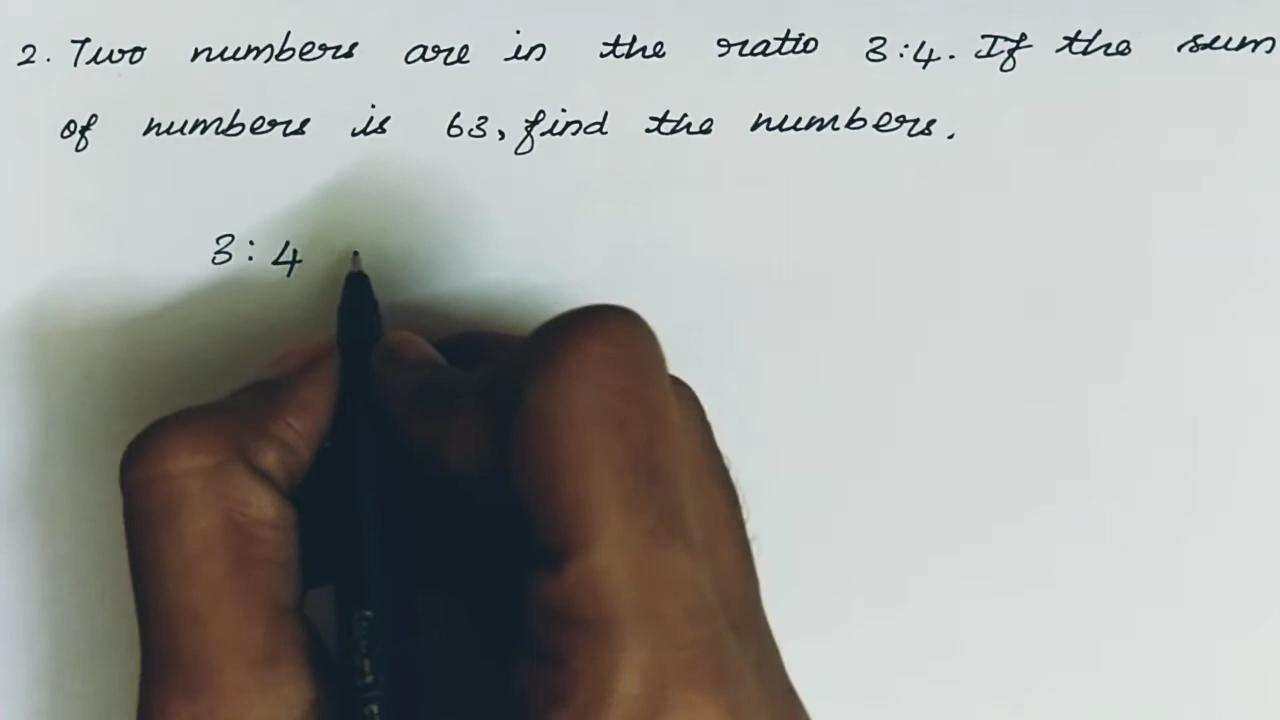 2. Two numbers are in the ratio 3:4. If the sum
of numbers is 63, find the numbers.
3:4